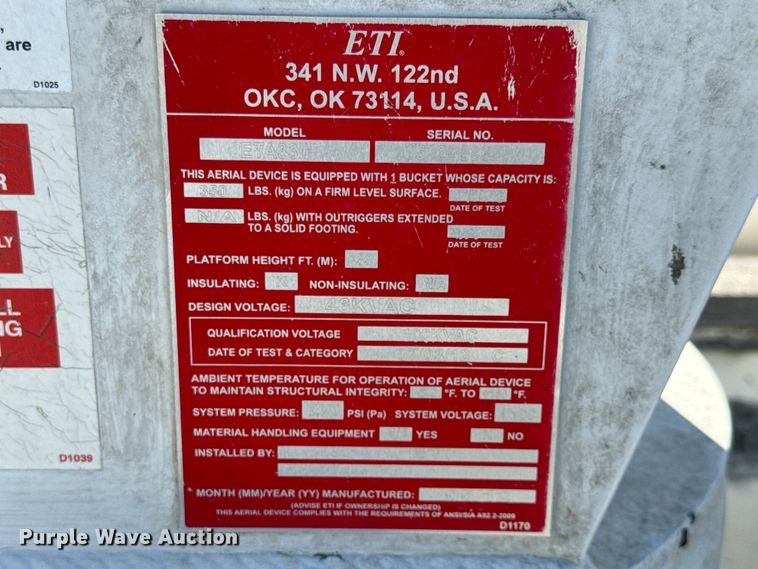 are
D1025
R
LY
LL
NG
D1039
ETI®
341 N.W. 122nd
OKC, OK 73114, U.S.A.
MODEL SERIAL NO.
THIS AERIAL DEVICE IS EQUIPPED WITH 1 BUCKET WHOSE CAPACITY IS:
350 LBS. (kg) ON A FIRM LEVEL SURFACE.
DATE OF TEST
N/A LBS. (kg) WITH OUTRIGGERS EXTENDED
TO A SOLID FOOTING.
DATE OF TEST
PLATFORM HEIGHT FT. (M):
INSULATING: X NON-INSULATING: N/A
DESIGN VOLTAGE: 46KVAC
QUALIFICATION VOLTAGE
DATE OF TEST & CATEGORY C
AMBIENT TEMPERATURE FOR OPERATION OF AERIAL DEVICE
TO MAINTAIN STRUCTURAL INTEGRITY: °F. TO °F.
SYSTEM PRESSURE: PSI (Pa) SYSTEM VOLTAGE:
MATERIAL HANDLING EQUIPMENT YES NO
INSTALLED BY:
MONTH (MM)/YEAR (YY) MANUFACTURED:
(ADVISE ETI IF OWNERSHIP IS CHANGED)
THIS AERIAL DEVICE COMPLIES WITH THE REQUIREMENTS OF ANSI/SIA A92.2-2009
D1170
Purple Wave Auction